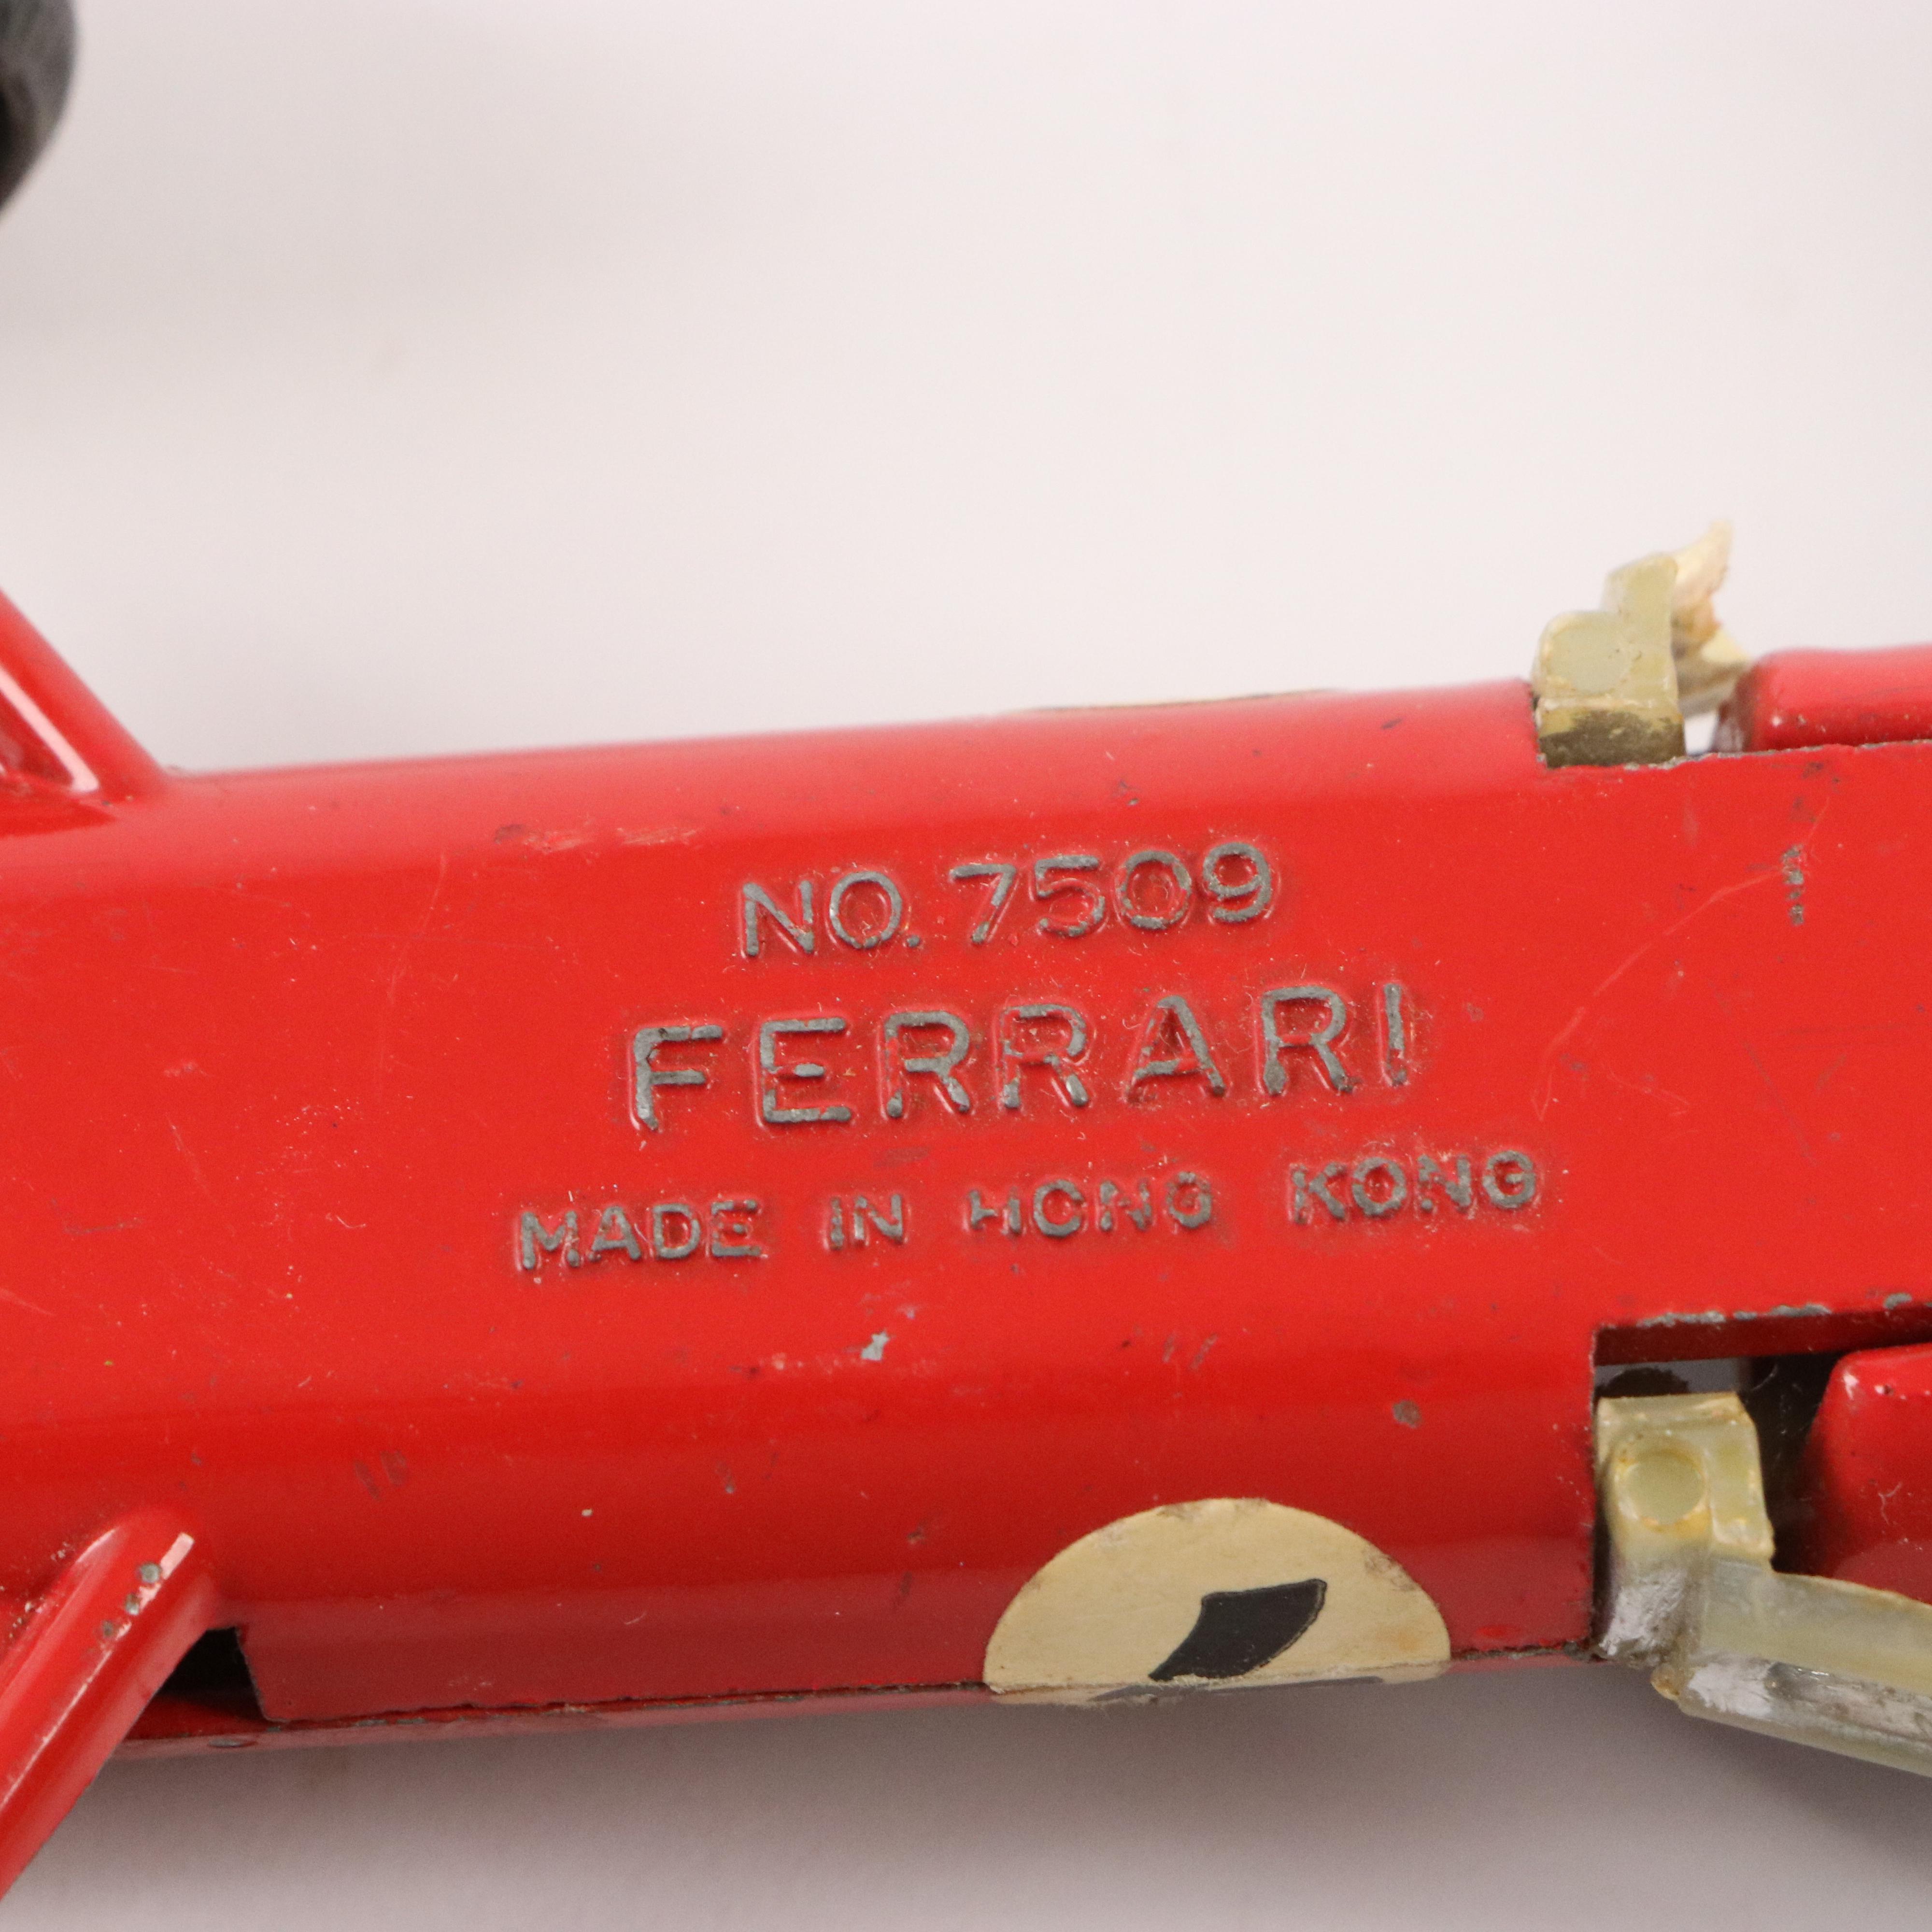 NO. 7509
FERRARI
MADE IN HONG KONG